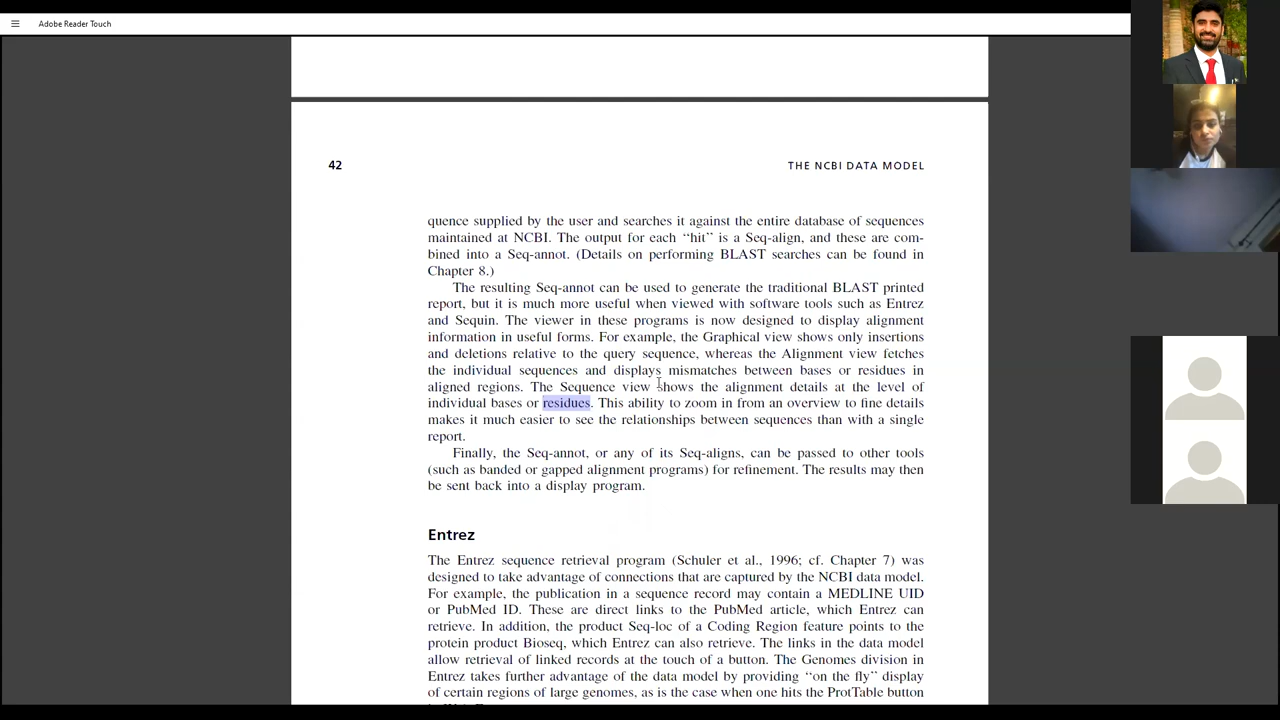 Adobe Reader Touch
42
THE NCBI DATA MODEL
quence supplied by the user and searches it against the entire database of sequences
maintained at NCBI. The output for each ‘‘hit’’ is a Seq-align, and these are com-
bined into a Seq-annot. (Details on performing BLAST searches can be found in
Chapter 8.)
The resulting Seq-annot can be used to generate the traditional BLAST printed
report, but it is much more useful when viewed with software tools such as Entrez
and Sequin. The viewer in these programs is now designed to display alignment
information in useful forms. For example, the Graphical view shows only insertions
and deletions relative to the query sequence, whereas the Alignment view fetches
the individual sequences and displays mismatches between bases or residues in
aligned regions. The Sequence view shows the alignment details at the level of
individual bases or residues. This ability to zoom in from an overview to fine details
makes it much easier to see the relationships between sequences than with a single
report.
Finally, the Seq-annot, or any of its Seq-aligns, can be passed to other tools
(such as banded or gapped alignment programs) for refinement. The results may then
be sent back into a display program.
Entrez
The Entrez sequence retrieval program (Schuler et al., 1996; cf. Chapter 7) was
designed to take advantage of connections that are captured by the NCBI data model.
For example, the publication in a sequence record may contain a MEDLINE UID
or PubMed ID. These are direct links to the PubMed article, which Entrez can
retrieve. In addition, the product Seq-loc of a Coding Region feature points to the
protein product Bioseq, which Entrez can also retrieve. The links in the data model
allow retrieval of linked records at the touch of a button. The Genomes division in
Entrez takes further advantage of the data model by providing ‘‘on the fly’’ display
of certain regions of large genomes, as is the case when one hits the ProtTable button